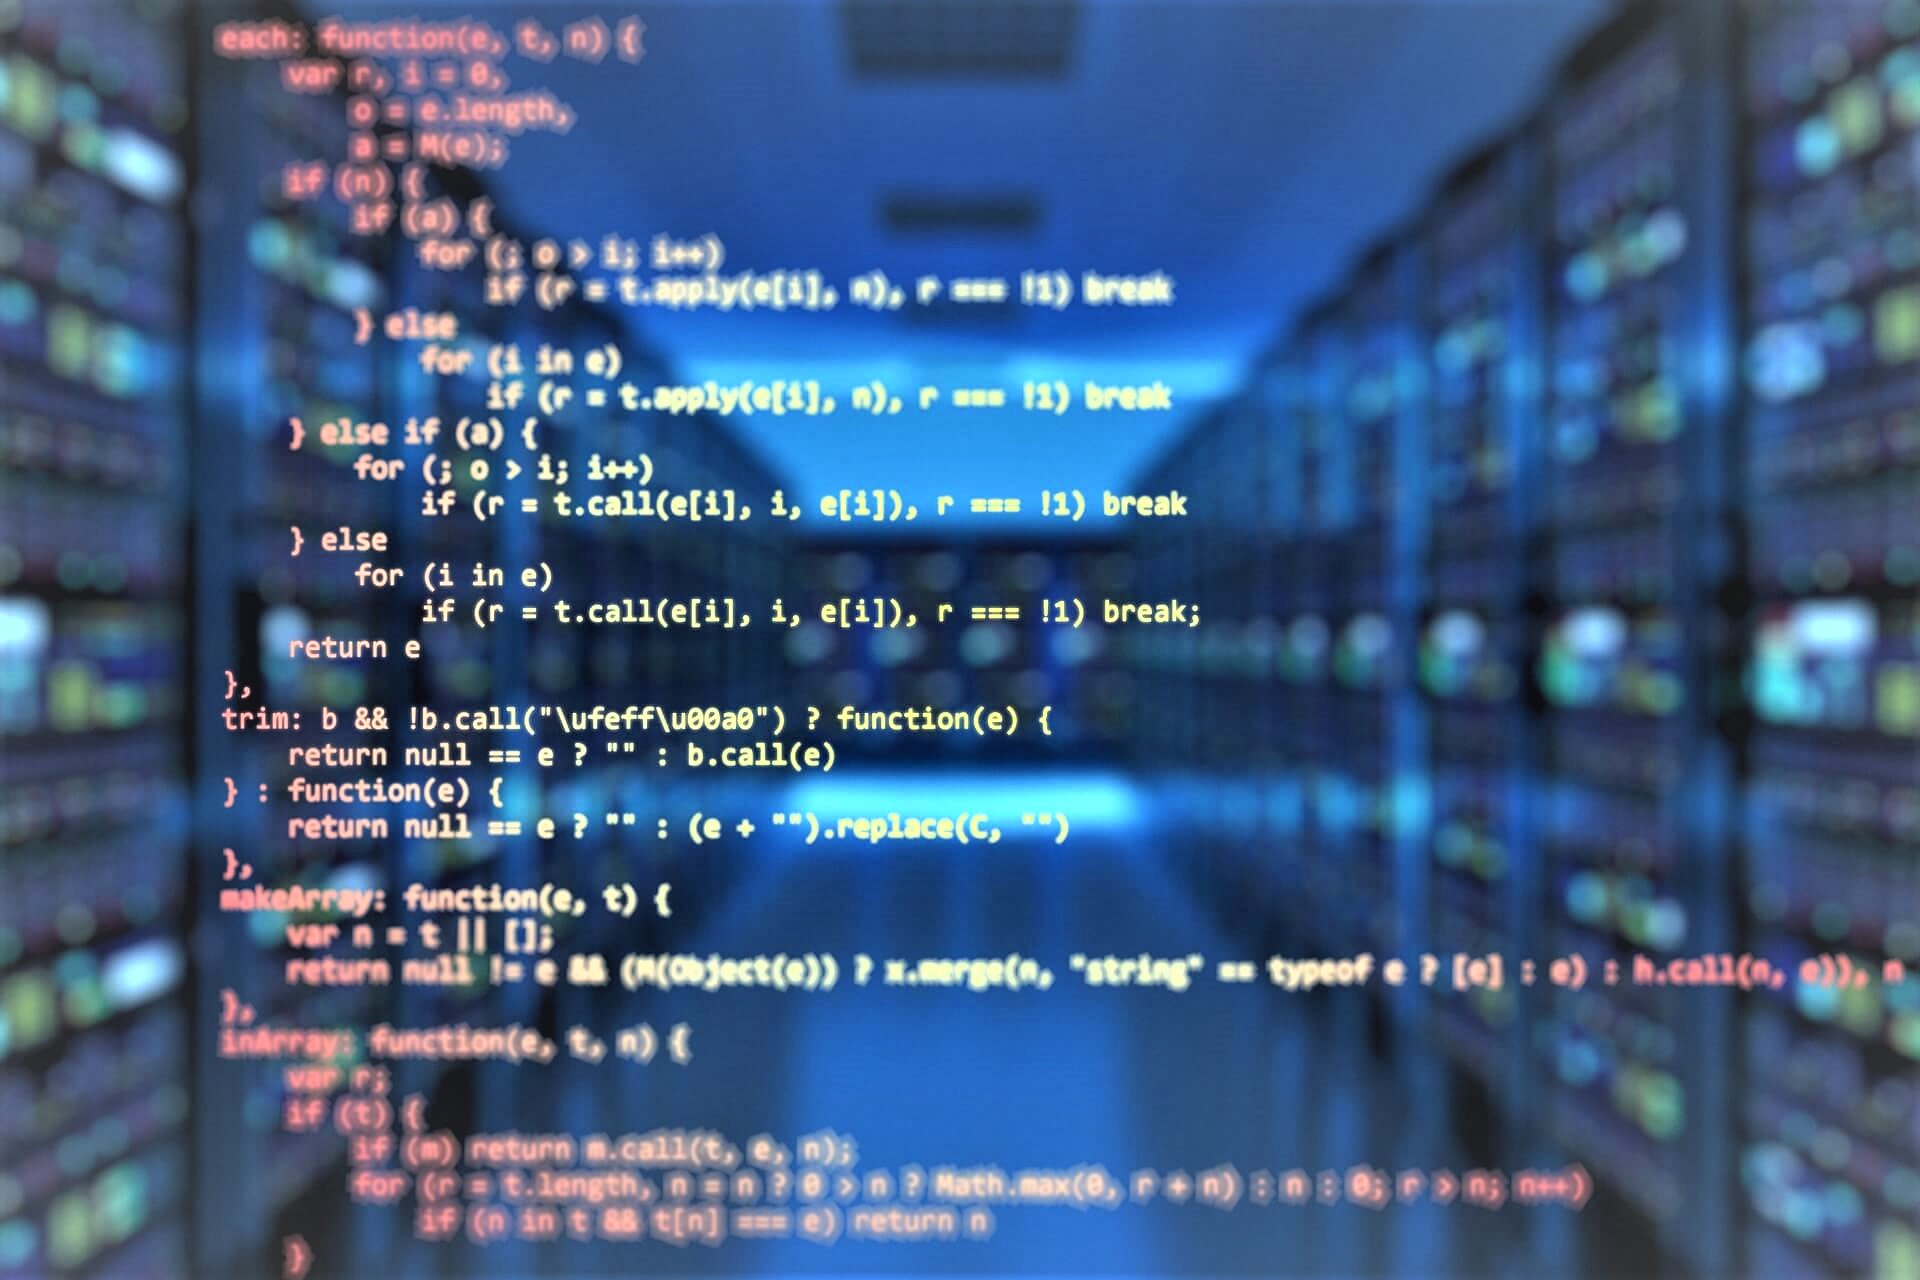 each: function(e, t, n) {
var r, i = 0,
o = e.length,
a = M(e);
if (n) {
if (a) {
for (; o > i; i++)
if (r = t.apply(e[i], n), r === !1) break
} else
for (i in e)
if (r = t.apply(e[i], n), r === !1) break
} else if (a) {
for (; o > i; i++)
if (r = t.call(e[i], i, e[i]), r === !1) break
} else
for (i in e)
if (r = t.call(e[i], i, e[i]), r === !1) break;
return e
},
trim: b && !b.call("\ufeff\u00a0") ? function(e) {
return null == e ? "" : b.call(e)
} : function(e) {
return null == e ? "" : (e + "").replace(C, "")
},
makeArray: function(e, t) {
var n = t || [];
return null != e && (M(Object(e)) ? x.merge(n, "string" == typeof e ? [e] : e) : h.call(n, e)), n
},
inArray: function(e, t, n) {
var r;
if (t) {
if (m) return m.call(t, e, n);
for (r = t.length, n = n ? 0 > n ? Math.max(0, r + n) : n : 0; r > n; n++)
if (n in t && t[n] === e) return n
}